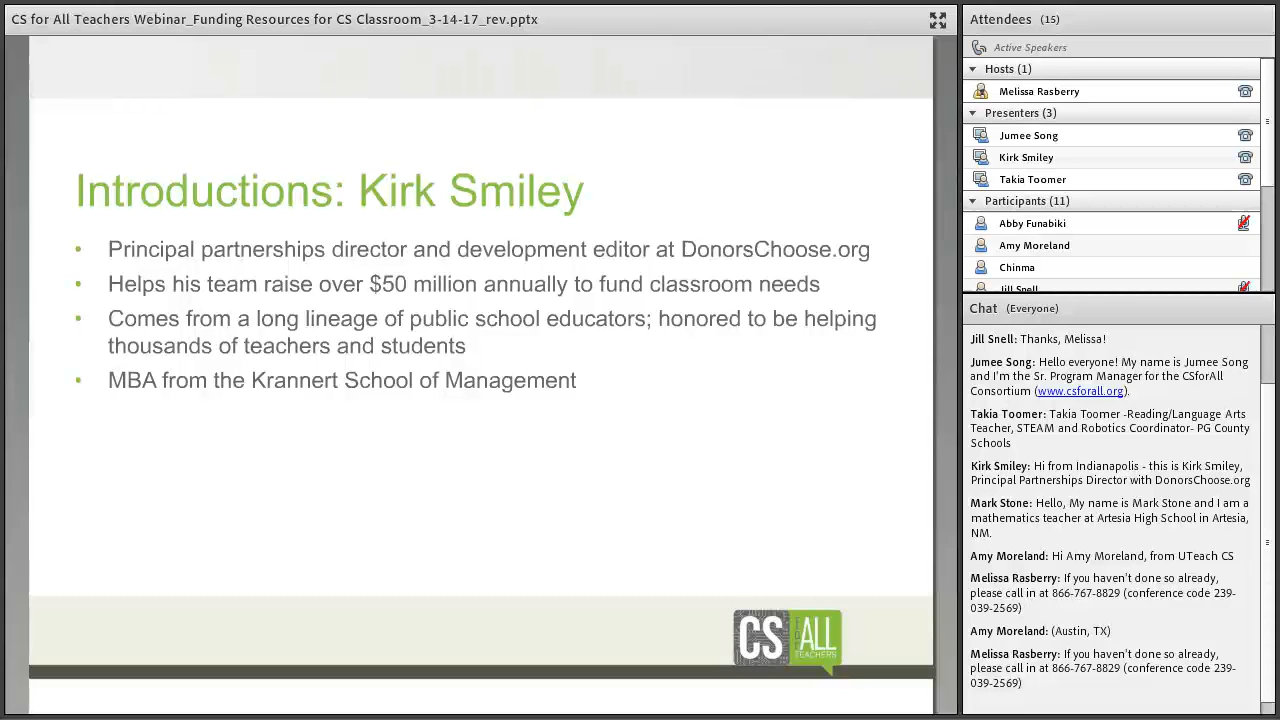 CS for All Teachers Webinar_Funding Resources for CS Classroom_3-14-17_rev.pptx
Introductions: Kirk Smiley
• Principal partnerships director and development editor at DonorsChoose.org
• Helps his team raise over $50 million annually to fund classroom needs
• Comes from a long lineage of public school educators; honored to be helping
thousands of teachers and students
• MBA from the Krannert School of Management
CS ALL
TEACHERS
Attendees (15)
Active Speakers
Hosts (1)
Melissa Rasberry
Presenters (3)
Jumee Song
Kirk Smiley
Takia Toomer
Participants (11)
Abby Funabiki
Amy Moreland
Chinma
Jill Snell
Chat (Everyone)
Jill Snell: Thanks, Melissa!
Jumee Song: Hello everyone! My name is Jumee Song
and I'm the Sr. Program Manager for the CSforAll
Consortium (www.csforall.org).
Takia Toomer: Takia Toomer -Reading/Language Arts
Teacher, STEAM and Robotics Coordinator- PG County
Schools
Kirk Smiley: Hi from Indianapolis - this is Kirk Smiley,
Principal Partnerships Director with DonorsChoose.org
Mark Stone: Hello, My name is Mark Stone and I am a
mathematics teacher at Artesia High School in Artesia,
NM.
Amy Moreland: Hi Amy Moreland, from UTeach CS
Melissa Rasberry: If you haven't done so already,
please call in at 866-767-8829 (conference code 239-
039-2569)
Amy Moreland: (Austin, TX)
Melissa Rasberry: If you haven't done so already,
please call in at 866-767-8829 (conference code 239-
039-2569)